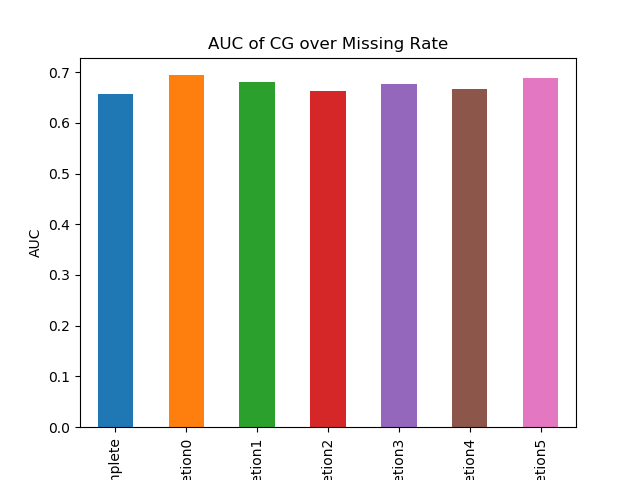 AUC of CG over Missing Rate
AUC
0.7
0.6
0.5
0.4
0.3
0.2
0.1
0.0
mplete
etion0
etion1
etion2
etion3
etion4
etion5